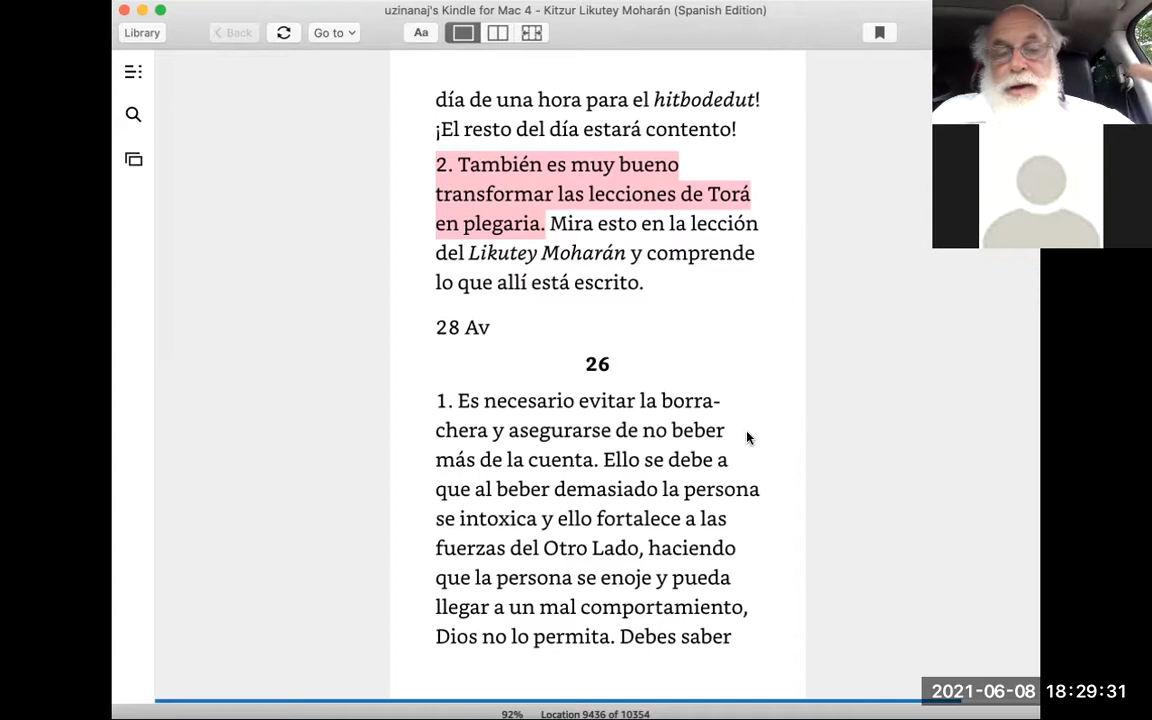 uzinanaj's Kindle for Mac 4 - Kitzur Likutey Moharán (Spanish Edition)
Library
Back
Go to
Aa
día de una hora para el hitbodedut!
¡El resto del día estará contento!
2. También es muy bueno
transformar las lecciones de Torá
en plegaria. Mira esto en la lección
del Likutey Moharán y comprende
lo que allí está escrito.
28 Av
26
1. Es necesario evitar la borra-
chera y asegurarse de no beber
más de la cuenta. Ello se debe a
que al beber demasiado la persona
se intoxica y ello fortalece a las
fuerzas del Otro Lado, haciendo
que la persona se enoje y pueda
llegar a un mal comportamiento,
Dios no lo permita. Debes saber
2021-06-08 18:29:31
92% Location 9436 of 10354